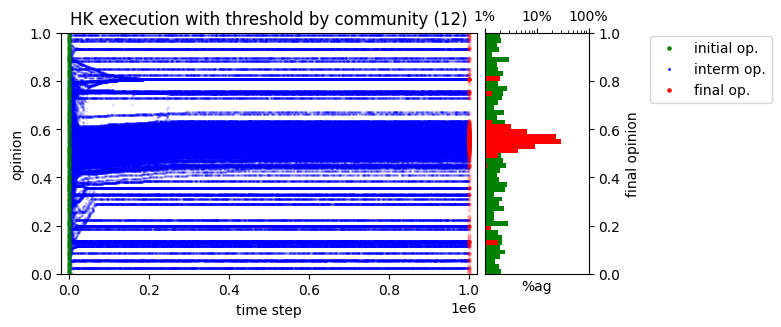 HK execution with threshold by community (12)
1% 10% 100%
initial op.
interm op.
final op.
1.0
0.8
0.6
0.4
0.2
0.0
opinion
0.0 0.2 0.4 0.6 0.8 1.0
1e6
time step
1.0
0.8
0.6
0.4
0.2
0.0
final opinion
%ag